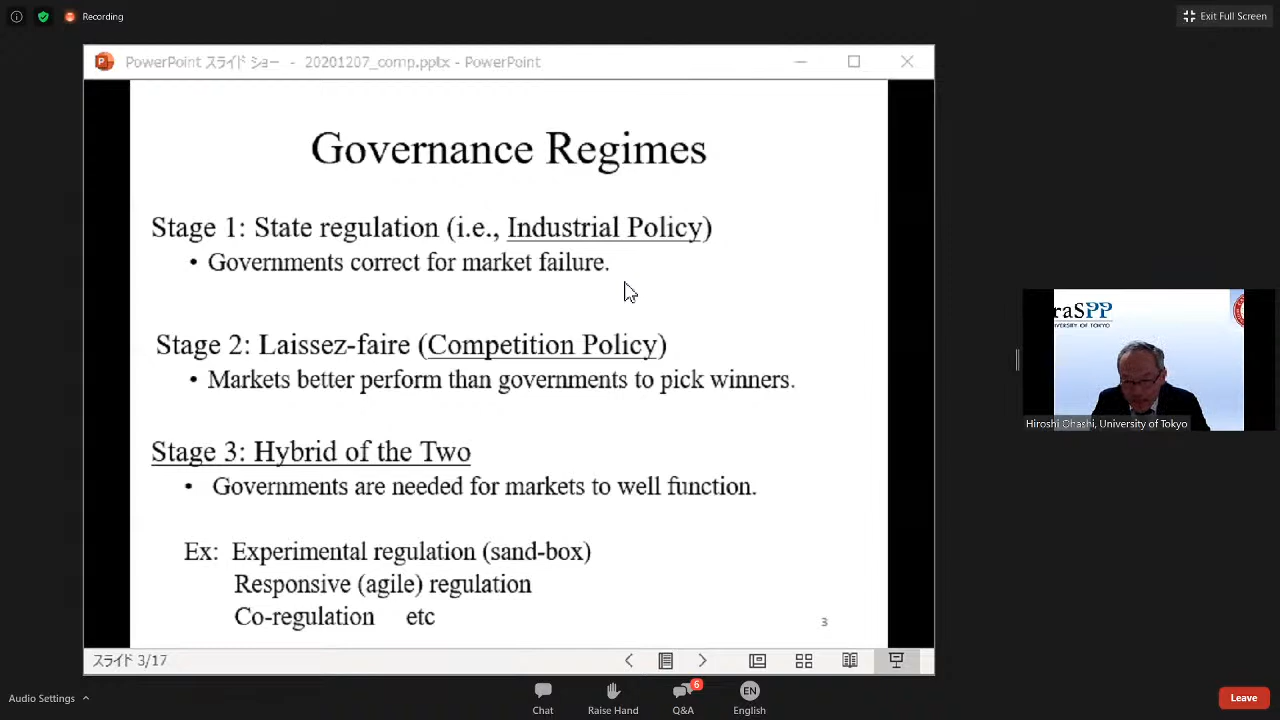 Recording
Exit Full Screen
PowerPoint スライド ショー - 20201207_comp.pptx - PowerPoint
Governance Regimes
Stage 1: State regulation (i.e., Industrial Policy)
• Governments correct for market failure.
Stage 2: Laissez-faire (Competition Policy)
• Markets better perform than governments to pick winners.
Stage 3: Hybrid of the Two
• Governments are needed for markets to well function.
Ex: Experimental regulation (sand-box)
Responsive (agile) regulation
Co-regulation etc
3
raSPP
UNIVERSITY OF TOKYO
Hiroshi Ohashi, University of Tokyo
スライド 3/17
Audio Settings
Chat
Raise Hand
6
Q&A
EN
English
Leave